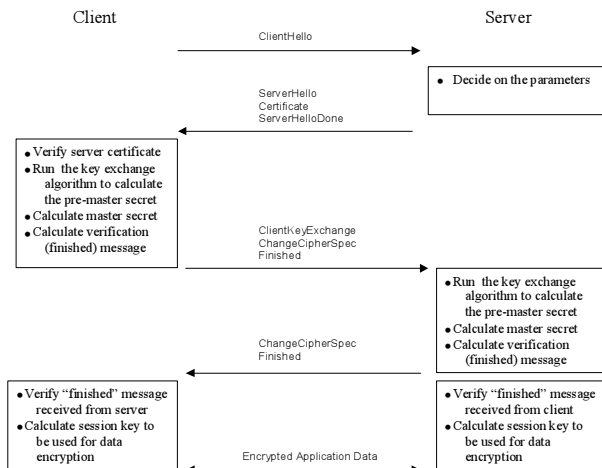 Client
Server
ClientHello
• Decide on the parameters
ServerHello
Certificate
ServerHelloDone
• Verify server certificate
• Run the key exchange
algorithm to calculate
the pre-master secret
• Calculate master secret
• Calculate verification
(finished) message
ClientKeyExchange
ChangeCipherSpec
Finished
• Run the key exchange
algorithm to calculate
the pre-master secret
• Calculate master secret
• Calculate verification
(finished) message
ChangeCipherSpec
Finished
• Verify “finished” message
received from server
• Calculate session key to
be used for data
encryption
• Verify “finished” message
received from client
• Calculate session key to
be used for data
encryption
Encrypted Application Data